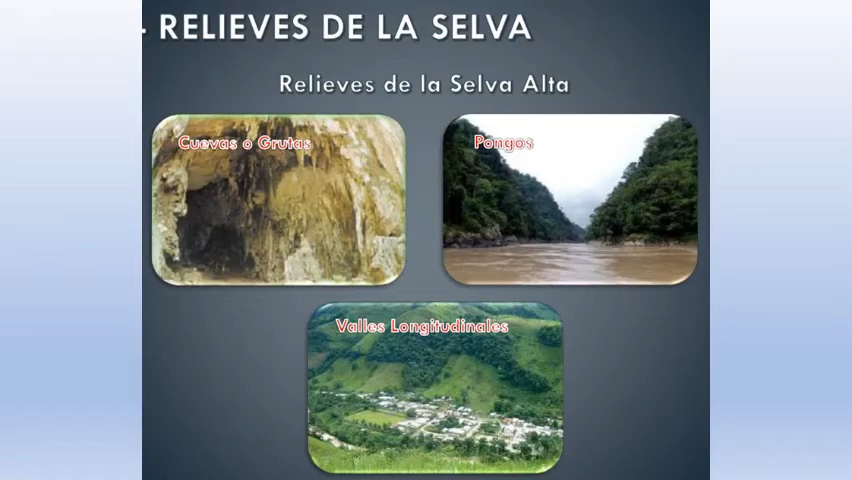 - RELIEVES DE LA SELVA
Relieves de la Selva Alta
Cuevas o Grutas
Pongos
Valles Longitudinales